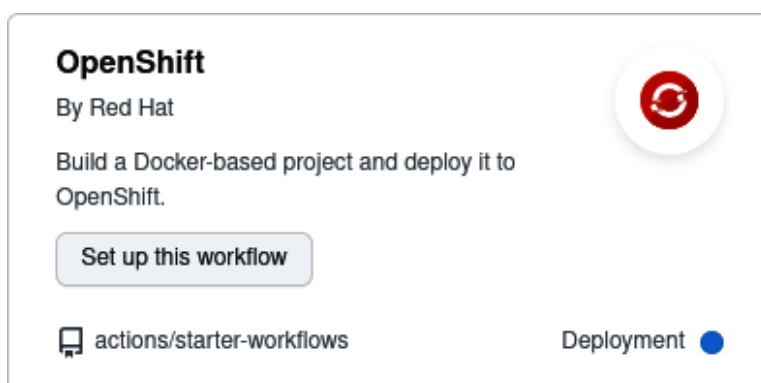 OpenShift
By Red Hat
Build a Docker-based project and deploy it to
OpenShift.
Set up this workflow
actions/starter-workflows
Deployment